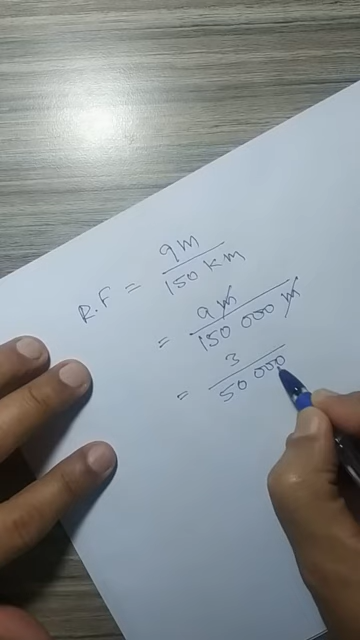 R.F = 9m / 150 km
= 9m / 150 000 m
= 3 / 50 000